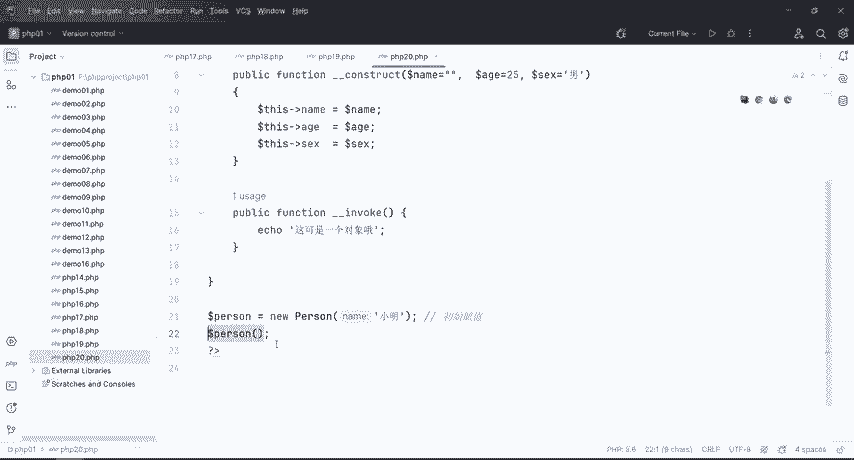 File Edit View Navigate Code Refactor Run Tools VCS Window Help
php01 Version control Current File
Project
php17.php php18.php php19.php php20.php
php01 F:\phpproject\php01
demo01.php
demo02.php
demo03.php
demo04.php
demo05.php
demo06.php
demo07.php
demo08.php
demo09.php
demo10.php
demo11.php
demo12.php
demo13.php
demo16.php
php14.php
php15.php
php16.php
php17.php
php18.php
php19.php
php20.php
External Libraries
Scratches and Consoles
8 public function __construct($name="", $age=25, $sex='男')
9 {
10 $this->name = $name;
11 $this->age = $age;
12 $this->sex = $sex;
13 }
14
usage
15 public function __invoke() {
16 echo '这可是一个对象哦';
17 }
18
19 }
20
21 $person = new Person( name: '小明'); // 初始赋值
22 $person();
23 ?>
24
php01 > php20.php
22:1 (9 chars) CRLF UTF-8 4 spaces